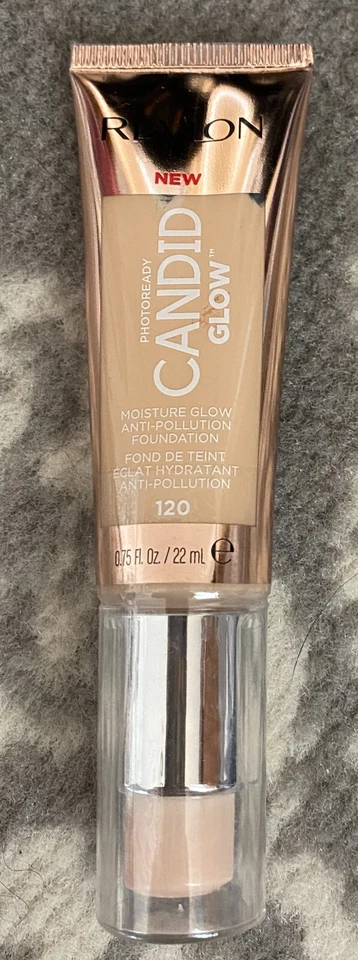 REVLON
NEW
PHOTOREADY
CANDID
GLOW™
MOISTURE GLOW
ANTI-POLLUTION
FOUNDATION
FOND DE TEINT
ÉCLAT HYDRATANT
ANTI-POLLUTION
120
0.75 Fl. Oz. / 22 mL ℮